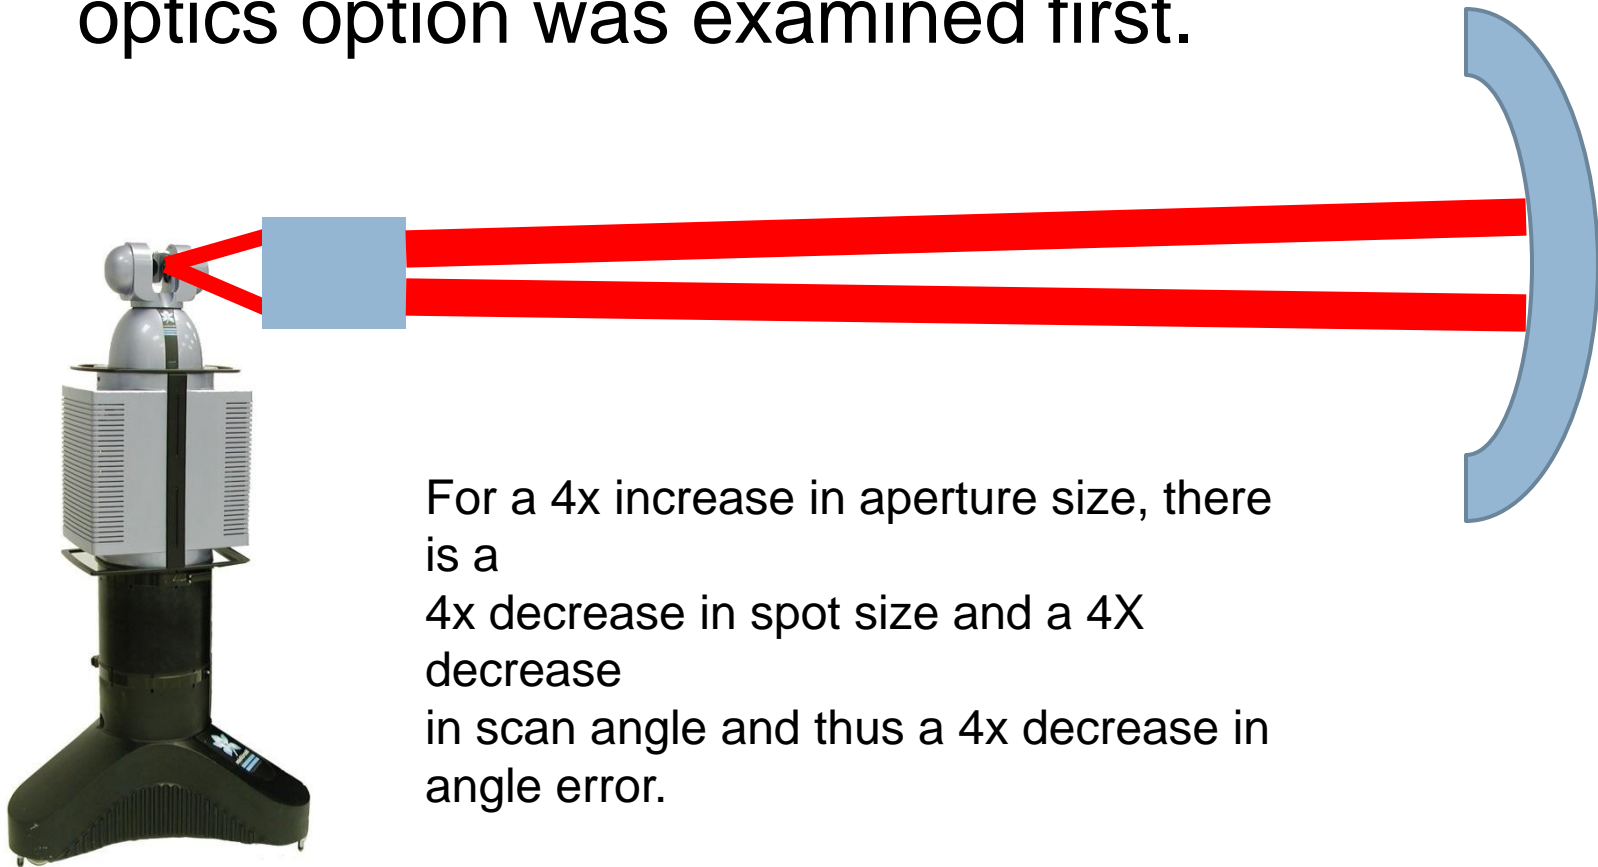 optics option was examined first.
For a 4x increase in aperture size, there
is a
4x decrease in spot size and a 4X
decrease
in scan angle and thus a 4x decrease in
angle error.